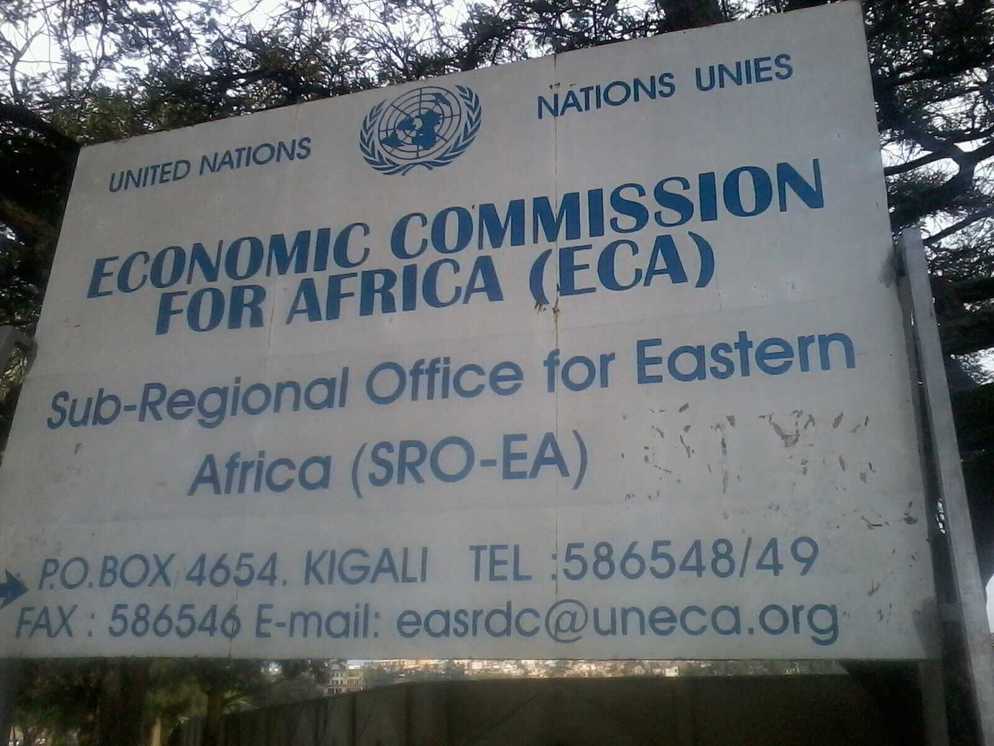 UNITED NATIONS NATIONS UNIES
ECONOMIC COMMISSION
FOR AFRICA (ECA)
Sub-Regional Office for Eastern
Africa (SRO-EA)
P.O.BOX 4654. KIGALI TEL :586548/49
FAX : 586546 E-mail: easrdc@uneca.org